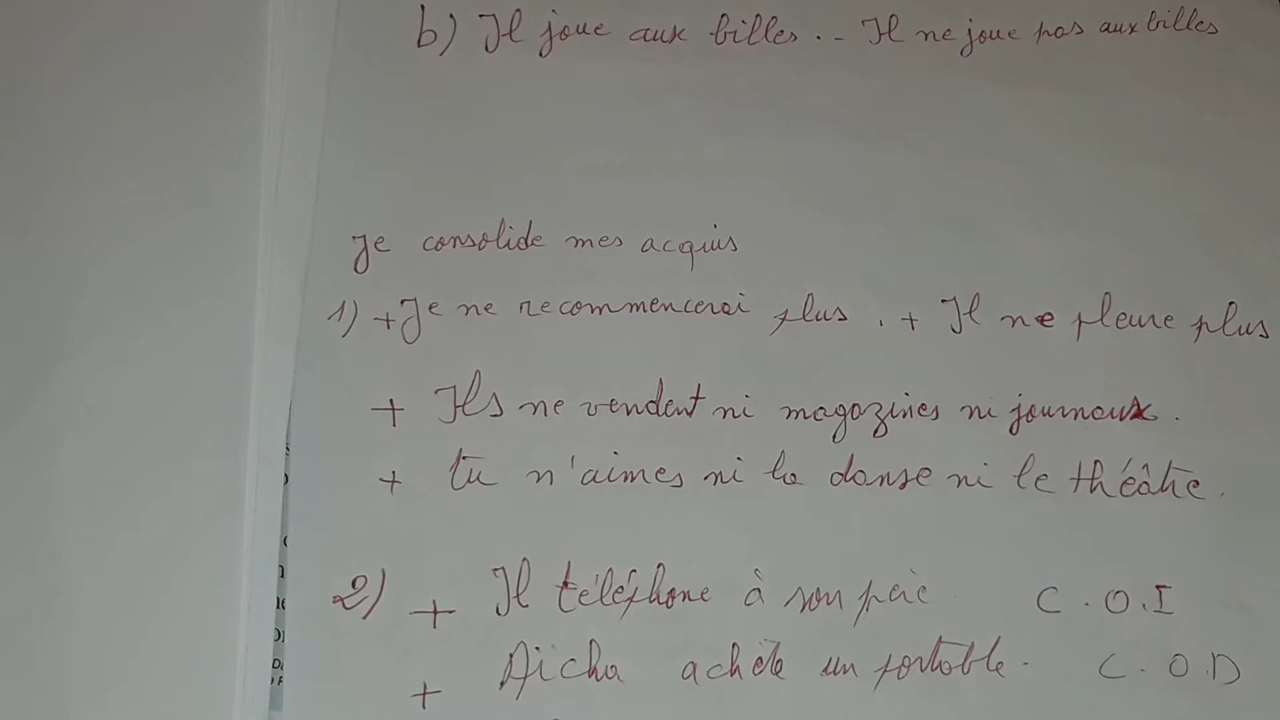 b) Il joue aux billes. .- Il ne joue pas aux billes
Je consolide mes acquis
1) + Je ne recommencerai plus. + Il ne pleure plus
+ Ils ne vendent ni magazines ni journaux.
+ tu n'aimes ni la danse ni le théâtre.
2) + Il téléphone à son père. C.O.I
+ Aicha achète un portable. C.O.D